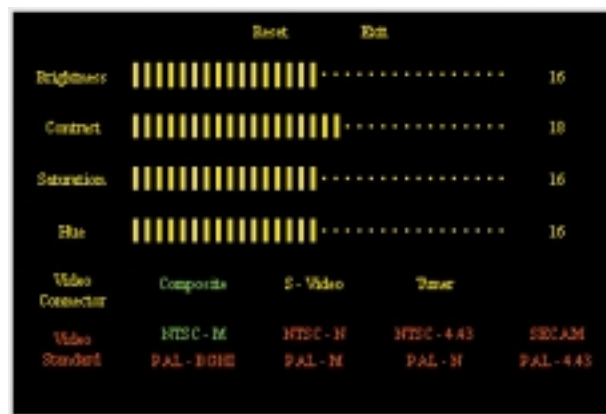 Reset Exit
Brightness 16
Contrast 18
Saturation 16
Hue 16
Video Connector Composite S - Video Tuner
Video Standard NTSC - M NTSC - N NTSC - 4.43 SECAM
PAL - BGHI PAL - M PAL - N PAL - 4.43